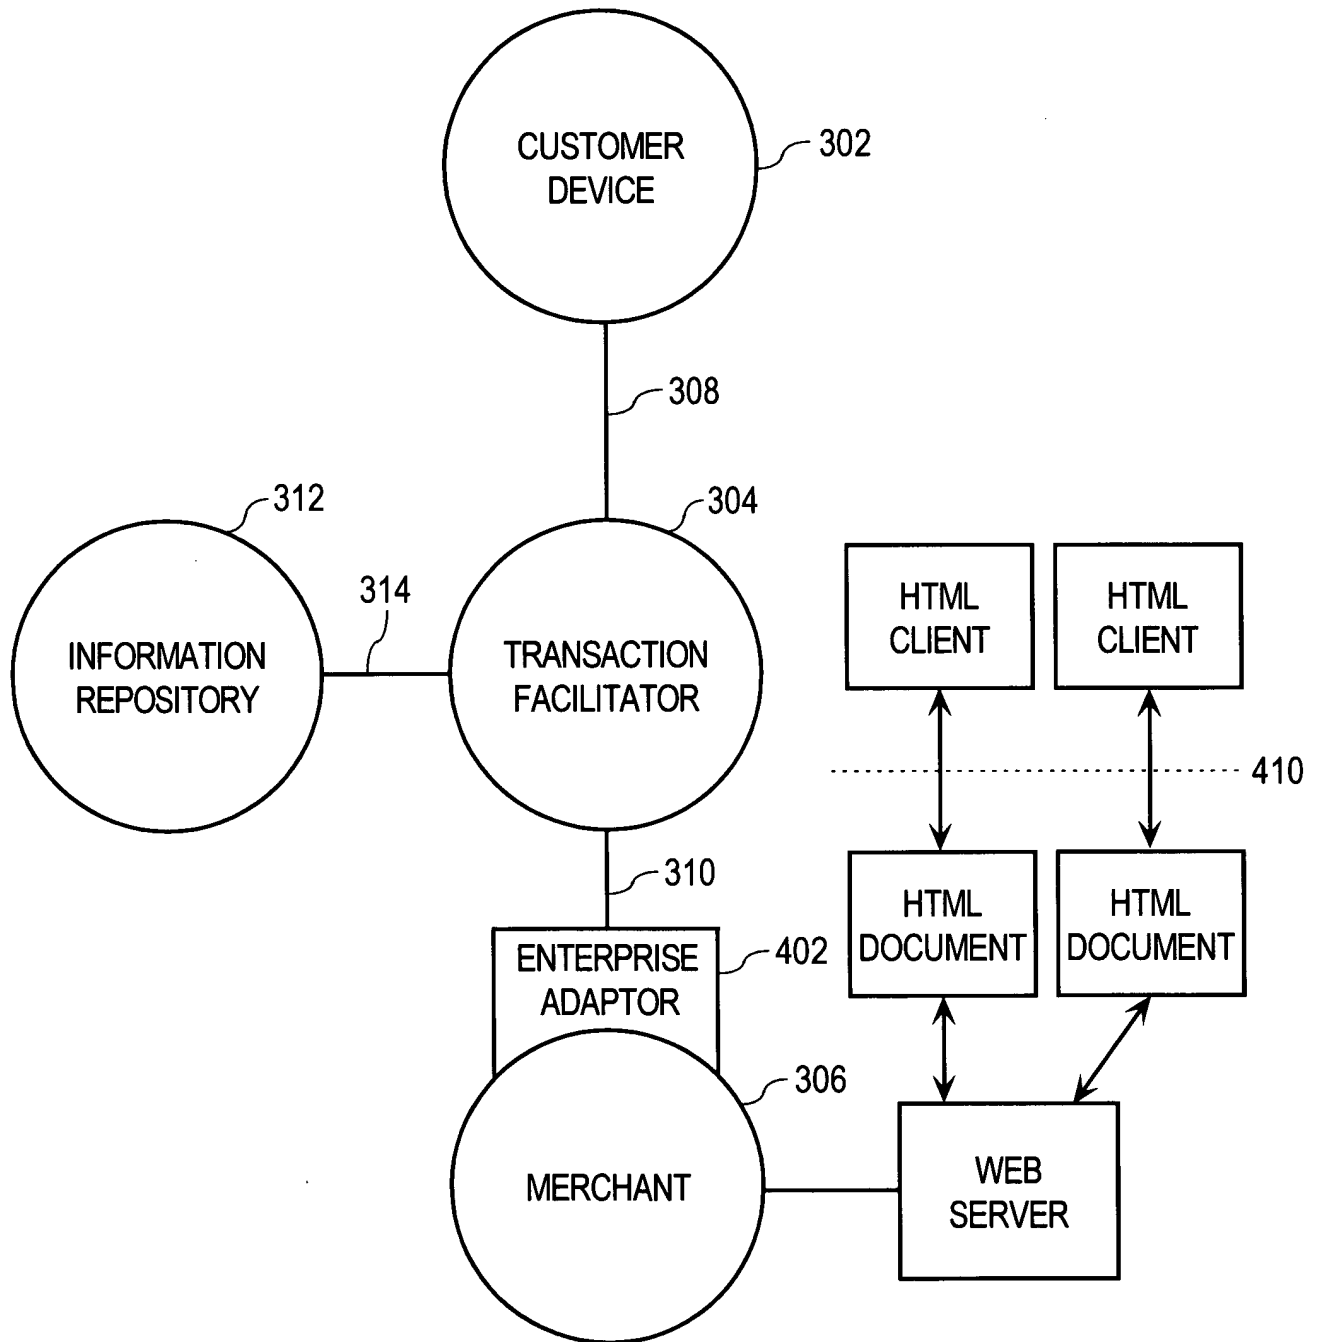 CUSTOMER
DEVICE
302
308
312
304
314
INFORMATION
REPOSITORY
TRANSACTION
FACILITATOR
HTML
CLIENT
HTML
CLIENT
410
310
HTML
DOCUMENT
HTML
DOCUMENT
ENTERPRISE
ADAPTOR
402
306
MERCHANT
WEB
SERVER